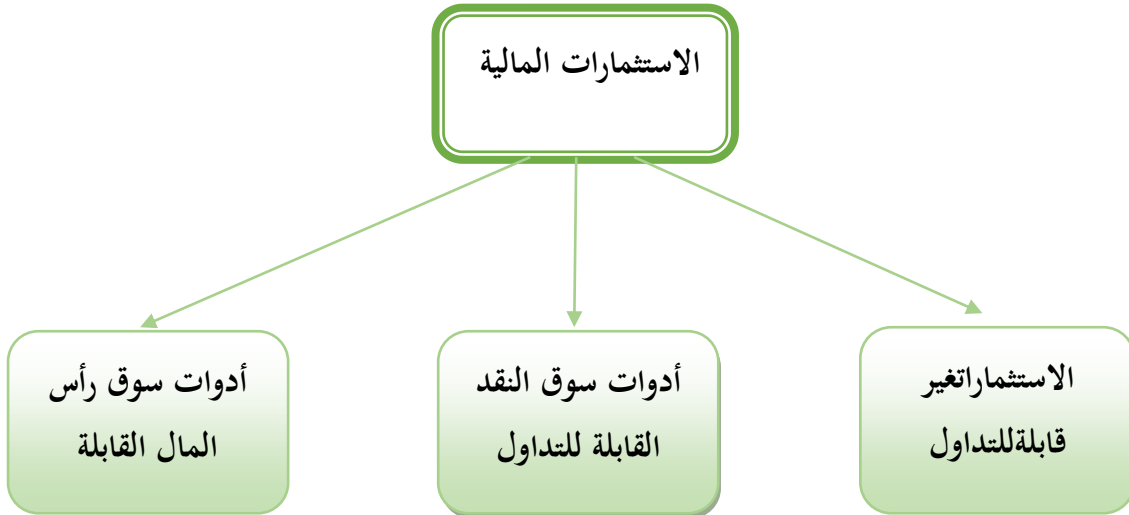 الاستثمارات المالية
الاستثماراتغير
قابلةللتداول
أدوات سوق النقد
القابلة للتداول
أدوات سوق رأس
المال القابلة